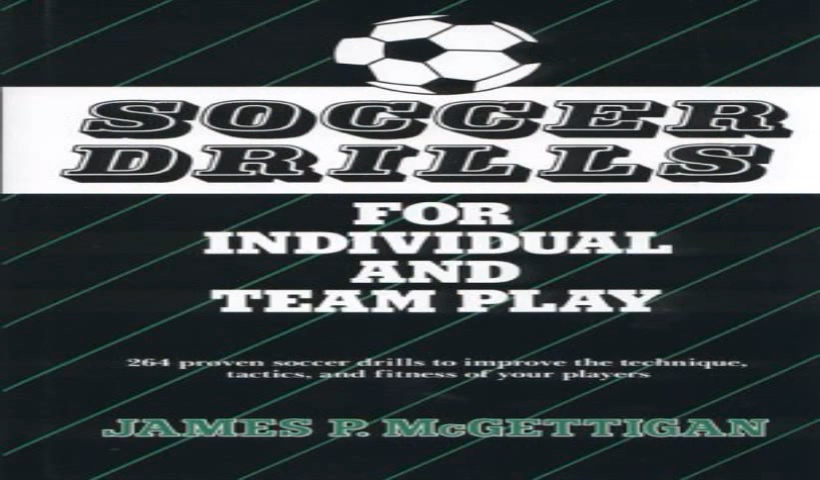 SOCCER
DRILLS
FOR
INDIVIDUAL
AND
TEAM PLAY
264 proven soccer drills to improve the technique,
tactics, and fitness of your players
JAMES P. McGETTIGAN